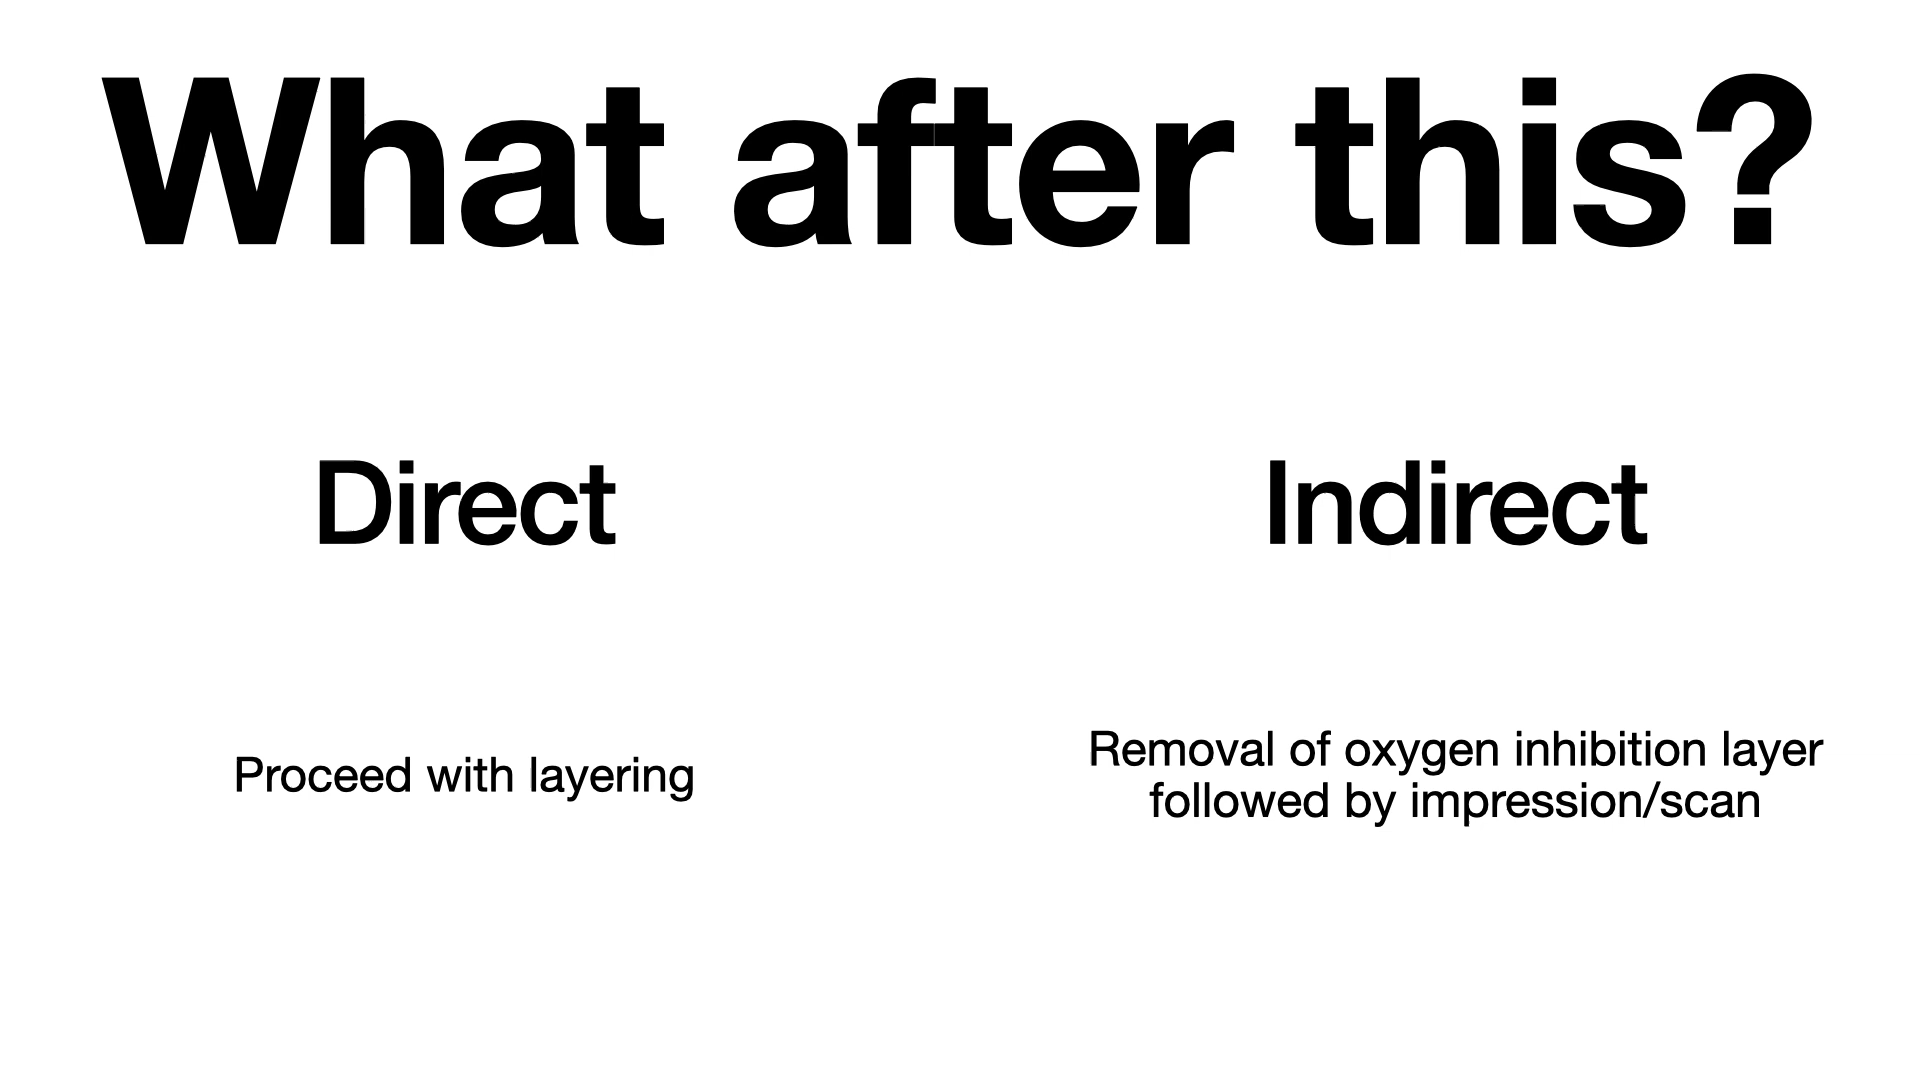 What after this?
Direct
Indirect
Proceed with layering
Removal of oxygen inhibition layer
followed by impression/scan